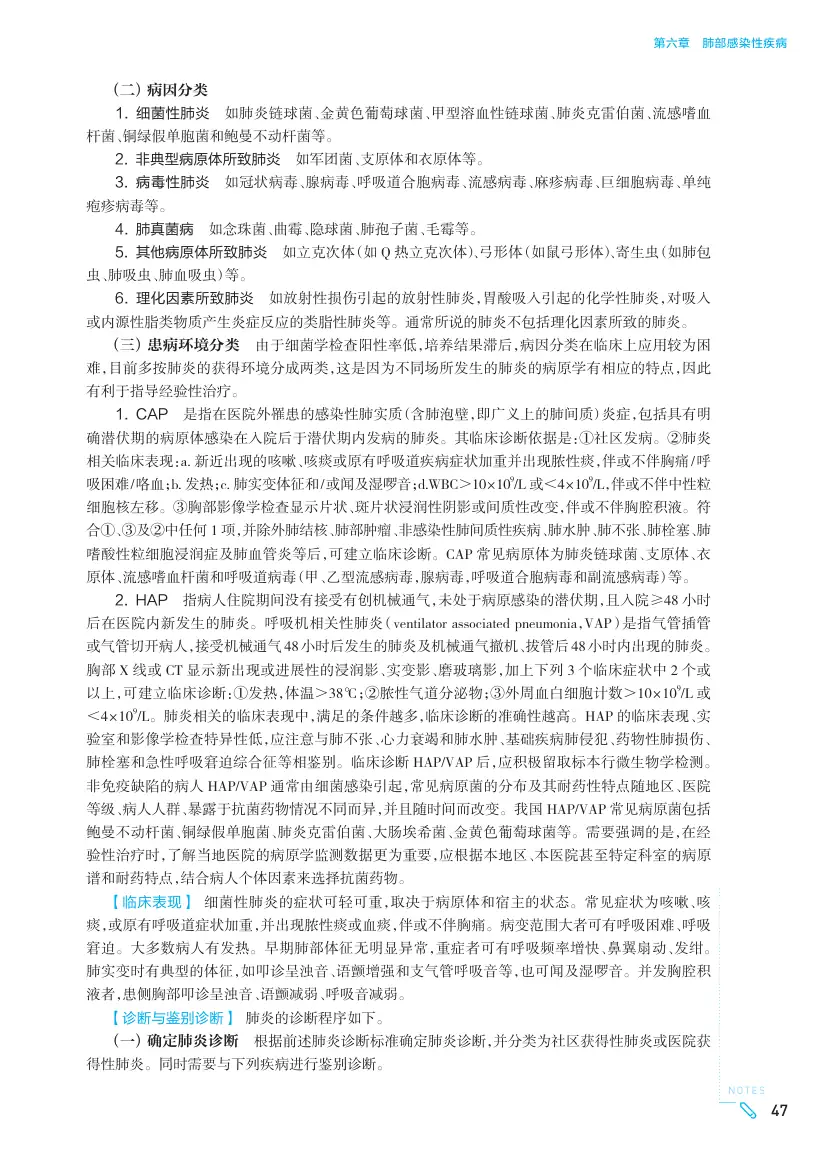 第六章　肺部感染性疾病
（二）病因分类
1. 细菌性肺炎　如肺炎链球菌、金黄色葡萄球菌、甲型溶血性链球菌、肺炎克雷伯菌、流感嗜血
杆菌、铜绿假单胞菌和鲍曼不动杆菌等。
2. 非典型病原体所致肺炎　如军团菌、支原体和衣原体等。
3. 病毒性肺炎　如冠状病毒、腺病毒、呼吸道合胞病毒、流感病毒、麻疹病毒、巨细胞病毒、单纯
疱疹病毒等。
4. 肺真菌病　如念珠菌、曲霉、隐球菌、肺孢子菌、毛霉等。
5. 其他病原体所致肺炎　如立克次体（如 Q 热立克次体）、弓形体（如鼠弓形体）、寄生虫（如肺包
虫、肺吸虫、肺血吸虫）等。
6. 理化因素所致肺炎　如放射性损伤引起的放射性肺炎，胃酸吸入引起的化学性肺炎，对吸入
或内源性脂类物质产生炎症反应的类脂性肺炎等。通常所说的肺炎不包括理化因素所致的肺炎。
（三）患病环境分类　由于细菌学检查阳性率低，培养结果滞后，病因分类在临床上应用较为困
难，目前多按肺炎的获得环境分成两类，这是因为不同场所发生的肺炎的病原学有相应的特点，因此
有利于指导经验性治疗。
1. CAP　是指在医院外罹患的感染性肺实质（含肺泡壁，即广义上的肺间质）炎症，包括具有明
确潜伏期的病原体感染在入院后于潜伏期内发病的肺炎。其临床诊断依据是：①社区发病。②肺炎
相关临床表现：a. 新近出现的咳嗽、咳痰或原有呼吸道疾病症状加重并出现脓性痰，伴或不伴胸痛/呼
吸困难/咯血；b. 发热；c. 肺实变体征和/或闻及湿啰音；d.WBC＞10×10⁹/L 或＜4×10⁹/L，伴或不伴中性粒
细胞核左移。③胸部影像学检查显示片状、斑片状浸润性阴影或间质性改变，伴或不伴胸腔积液。符
合①、③及②中任何 1 项，并除外肺结核、肺部肿瘤、非感染性肺间质性疾病、肺水肿、肺不张、肺栓塞、肺
嗜酸性粒细胞浸润症及肺血管炎等后，可建立临床诊断。CAP 常见病原体为肺炎链球菌、支原体、衣
原体、流感嗜血杆菌和呼吸道病毒（甲、乙型流感病毒，腺病毒，呼吸道合胞病毒和副流感病毒）等。
2. HAP　指病人住院期间没有接受有创机械通气，未处于病原感染的潜伏期，且入院≥48 小时
后在医院内新发生的肺炎。呼吸机相关性肺炎（ventilator associated pneumonia，VAP）是指气管插管
或气管切开病人，接受机械通气 48 小时后发生的肺炎及机械通气撤机、拔管后 48 小时内出现的肺炎。
胸部 X 线或 CT 显示新出现或进展性的浸润影、实变影、磨玻璃影，加上下列 3 个临床症状中 2 个或
以上，可建立临床诊断：①发热，体温＞38℃；②脓性气道分泌物；③外周血白细胞计数＞10×10⁹/L 或
＜4×10⁹/L。肺炎相关的临床表现中，满足的条件越多，临床诊断的准确性越高。HAP 的临床表现、实
验室和影像学检查特异性低，应注意与肺不张、心力衰竭和肺水肿、基础疾病肺侵犯、药物性肺损伤、
肺栓塞和急性呼吸窘迫综合征等相鉴别。临床诊断 HAP/VAP 后，应积极留取标本行微生物学检测。
非免疫缺陷的病人 HAP/VAP 通常由细菌感染引起，常见病原菌的分布及其耐药性特点随地区、医院
等级、病人人群、暴露于抗菌药物情况不同而异，并且随时间而改变。我国 HAP/VAP 常见病原菌包括
鲍曼不动杆菌、铜绿假单胞菌、肺炎克雷伯菌、大肠埃希菌、金黄色葡萄球菌等。需要强调的是，在经
验性治疗时，了解当地医院的病原学监测数据更为重要，应根据本地区、本医院甚至特定科室的病原
谱和耐药特点，结合病人个体因素来选择抗菌药物。
【临床表现】　细菌性肺炎的症状可轻可重，取决于病原体和宿主的状态。常见症状为咳嗽、咳
痰，或原有呼吸道症状加重，并出现脓性痰或血痰，伴或不伴胸痛。病变范围大者可有呼吸困难、呼吸
窘迫。大多数病人有发热。早期肺部体征无明显异常，重症者可有呼吸频率增快、鼻翼扇动、发绀。
肺实变时有典型的体征，如叩诊呈浊音、语颤增强和支气管呼吸音等，也可闻及湿啰音。并发胸腔积
液者，患侧胸部叩诊呈浊音、语颤减弱、呼吸音减弱。
【诊断与鉴别诊断】　肺炎的诊断程序如下。
（一）确定肺炎诊断　根据前述肺炎诊断标准确定肺炎诊断，并分类为社区获得性肺炎或医院获
得性肺炎。同时需要与下列疾病进行鉴别诊断。
NOTES
47